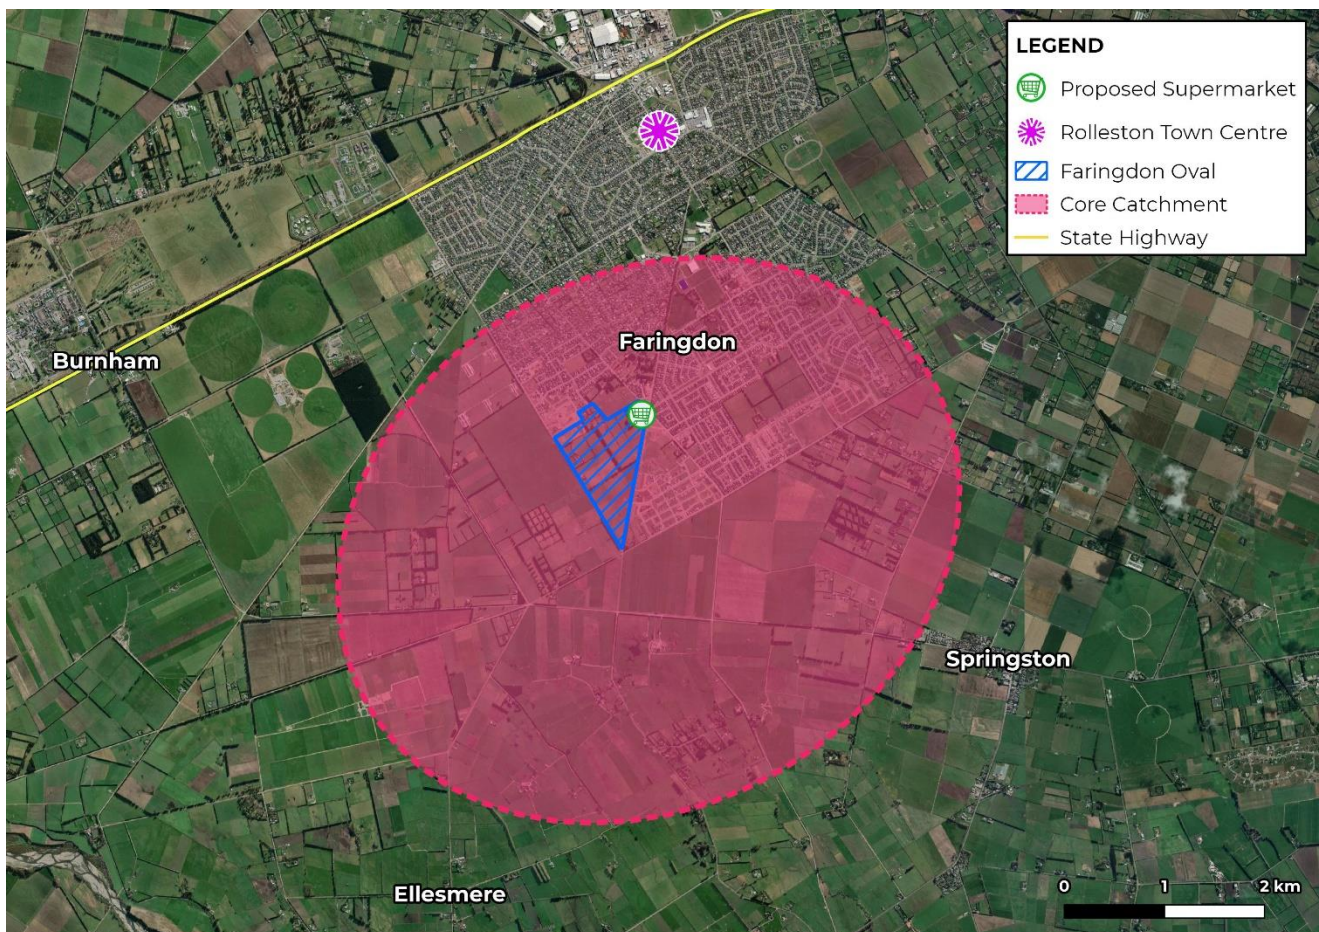 LEGEND
Proposed Supermarket
Rolleston Town Centre
Faringdon Oval
Core Catchment
State Highway
Faringdon
Burnham
Springston
Ellesmere
0 1 2 km